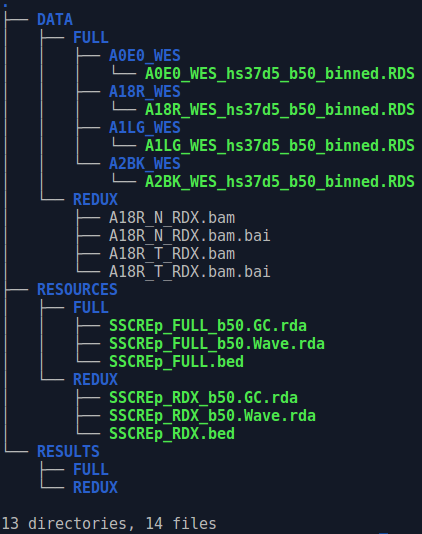 .
├── DATA
│   ├── FULL
│   │   ├── A0E0_WES
│   │   │   └── A0E0_WES_hs37d5_b50_binned.RDS
│   │   ├── A18R_WES
│   │   │   └── A18R_WES_hs37d5_b50_binned.RDS
│   │   ├── A1LG_WES
│   │   │   └── A1LG_WES_hs37d5_b50_binned.RDS
│   │   └── A2BK_WES
│   │       └── A2BK_WES_hs37d5_b50_binned.RDS
│   └── REDUX
│       ├── A18R_N_RDX.bam
│       ├── A18R_N_RDX.bam.bai
│       ├── A18R_T_RDX.bam
│       └── A18R_T_RDX.bam.bai
├── RESOURCES
│   ├── FULL
│   │   ├── SSCREp_FULL_b50.GC.rda
│   │   ├── SSCREp_FULL_b50.Wave.rda
│   │   └── SSCREp_FULL.bed
│   └── REDUX
│       ├── SSCREp_RDX_b50.GC.rda
│       ├── SSCREp_RDX_b50.Wave.rda
│       └── SSCREp_RDX.bed
└── RESULTS
    ├── FULL
    └── REDUX
13 directories, 14 files